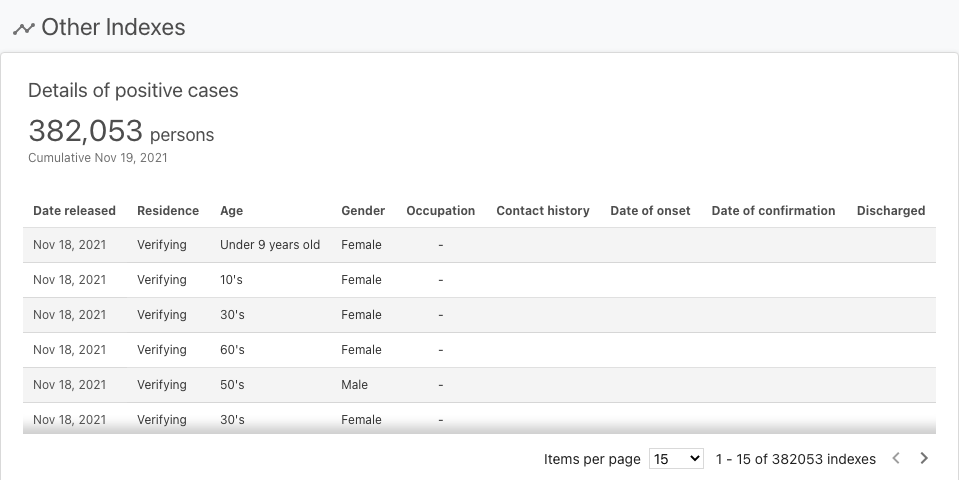 Other Indexes
Details of positive cases
382,053 persons
Cumulative Nov 19, 2021
Date released Residence Age Gender Occupation Contact history Date of onset Date of confirmation Discharged
Nov 18, 2021 Verifying Under 9 years old Female -
Nov 18, 2021 Verifying 10's Female -
Nov 18, 2021 Verifying 30's Female -
Nov 18, 2021 Verifying 60's Female -
Nov 18, 2021 Verifying 50's Male -
Nov 18, 2021 Verifying 30's Female -
Items per page 15 1 - 15 of 382053 indexes